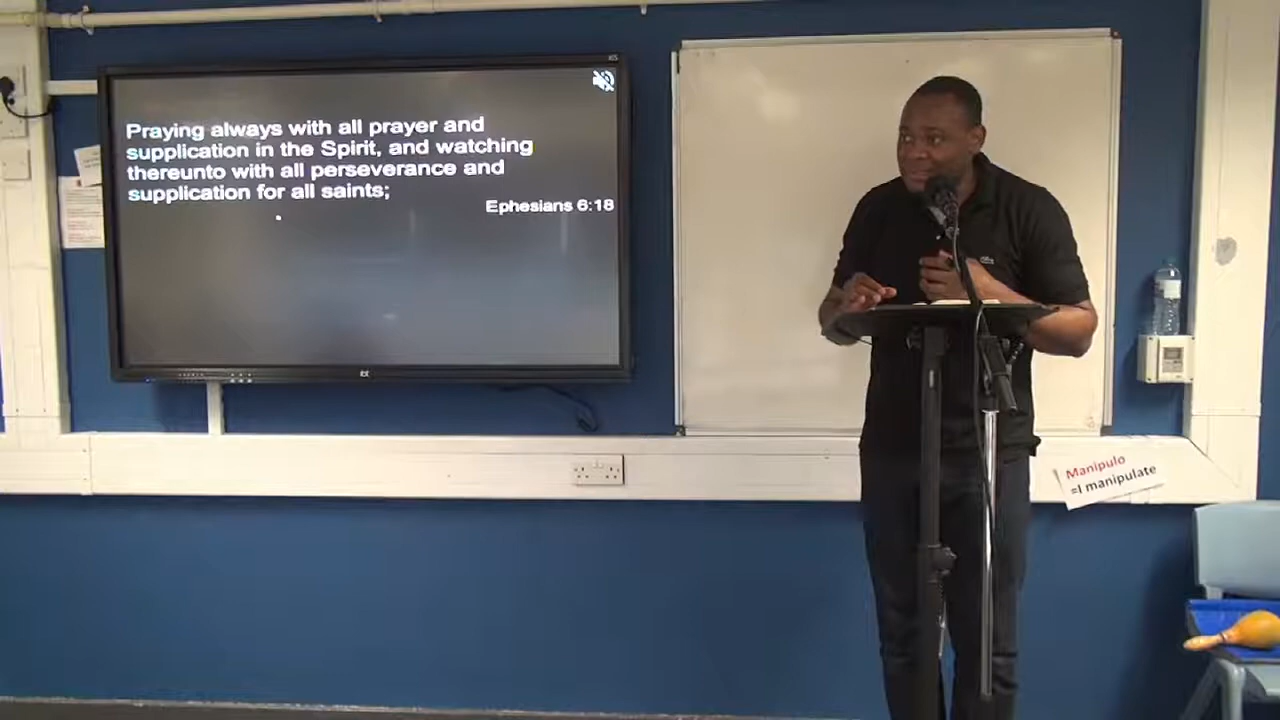 Praying always with all prayer and
supplication in the Spirit, and watching
thereunto with all perseverance and
supplication for all saints;
Ephesians 6:18
Manipulo
=I manipulate